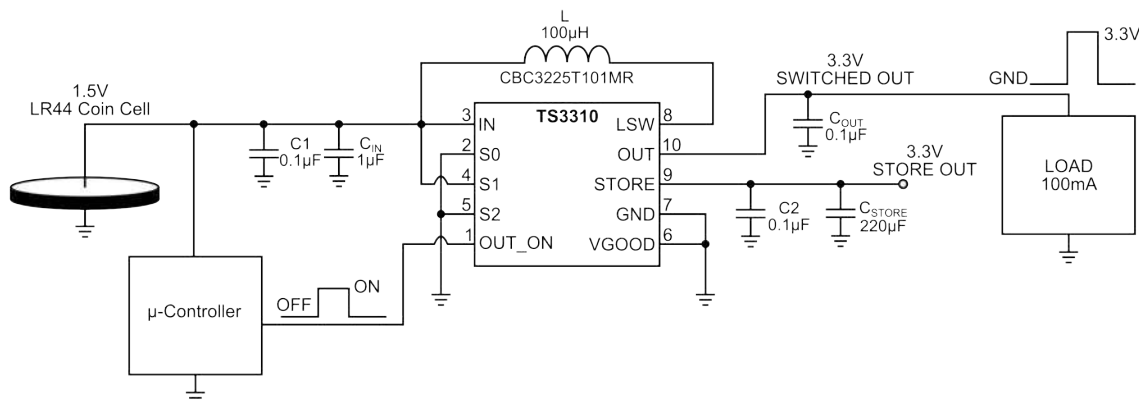 L
100µH
CBC3225T101MR
1.5V
LR44 Coin Cell
3.3V
SWITCHED OUT
GND
3.3V
TS3310
3
IN
2
S0
4
S1
5
S2
1
OUT_ON
LSW
8
OUT
10
STORE
9
GND
7
VGOOD
6
C1
0.1µF
CIN
1µF
COUT
0.1µF
3.3V
STORE OUT
C2
0.1µF
CSTORE
220µF
LOAD
100mA
µ-Controller
OFF
ON